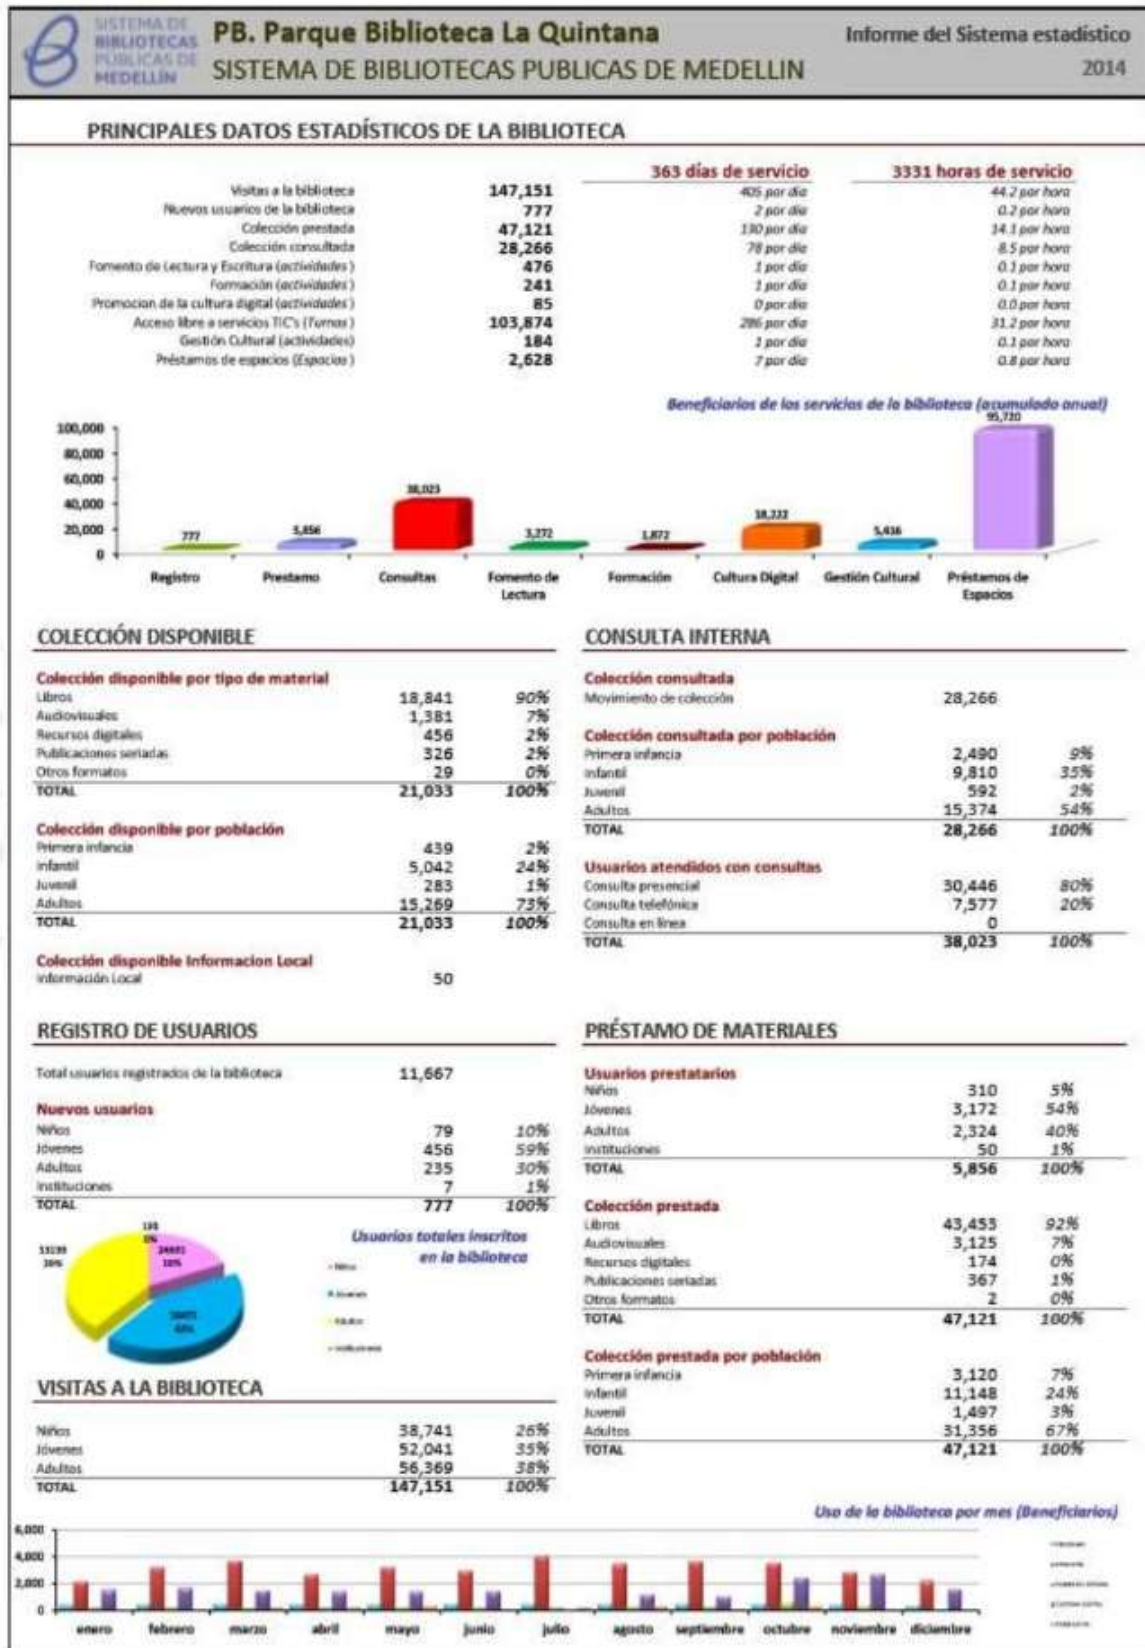 SISTEMA DE
BIBLIOTECAS
PÚBLICAS DE
MEDELLÍN
PB. Parque Biblioteca La Quintana
SISTEMA DE BIBLIOTECAS PUBLICAS DE MEDELLIN
Informe del Sistema estadístico
2014
PRINCIPALES DATOS ESTADÍSTICOS DE LA BIBLIOTECA
363 días de servicio 3331 horas de servicio
Visitas a la biblioteca 147,151 405 por día 44.2 por hora
Nuevos usuarios de la biblioteca 777 2 por día 0.2 por hora
Colección prestada 47,121 130 por día 14.1 por hora
Colección consultada 28,266 78 por día 8.5 por hora
Fomento de Lectura y Escritura (actividades) 476 1 por día 0.1 por hora
Formación (actividades) 241 1 por día 0.1 por hora
Promocion de la cultura digital (actividades) 85 0 por día 0.0 por hora
Acceso libre a servicios TIC's (Turnos) 103,874 286 por día 31.2 por hora
Gestión Cultural (actividades) 184 1 por día 0.1 por hora
Préstamos de espacios (Espacios) 2,628 7 por día 0.8 por hora
Beneficiarios de los servicios de la biblioteca (acumulado anual)
100,000
80,000
60,000
40,000
20,000
0
777 5,856 38,023 3,272 1,872 18,222 5,416 95,720
Registro Prestamo Consultas Fomento de Lectura Formación Cultura Digital Gestión Cultural Préstamos de Espacios
COLECCIÓN DISPONIBLE
Colección disponible por tipo de material
Libros 18,841 90%
Audiovisuales 1,381 7%
Recursos digitales 456 2%
Publicaciones seriadas 326 2%
Otros formatos 29 0%
TOTAL 21,033 100%
Colección disponible por población
Primera infancia 439 2%
Infantil 5,042 24%
Juvenil 283 1%
Adultos 15,269 73%
TOTAL 21,033 100%
Colección disponible Informacion Local
Información Local 50
CONSULTA INTERNA
Colección consultada
Movimiento de colección 28,266
Colección consultada por población
Primera infancia 2,490 9%
Infantil 9,810 35%
Juvenil 592 2%
Adultos 15,374 54%
TOTAL 28,266 100%
Usuarios atendidos con consultas
Consulta presencial 30,446 80%
Consulta telefónica 7,577 20%
Consulta en línea 0
TOTAL 38,023 100%
REGISTRO DE USUARIOS
Total usuarios registrados de la biblioteca 11,667
Nuevos usuarios
Niños 79 10%
Jóvenes 456 59%
Adultos 235 30%
Instituciones 7 1%
TOTAL 777 100%
Usuarios totales inscritos
en la biblioteca
0%
Niños
Jóvenes
Adultos
Instituciones
VISITAS A LA BIBLIOTECA
Niños 38,741 26%
Jóvenes 52,041 35%
Adultos 56,369 38%
TOTAL 147,151 100%
PRÉSTAMO DE MATERIALES
Usuarios prestatarios
Niños 310 5%
Jóvenes 3,172 54%
Adultos 2,324 40%
Instituciones 50 1%
TOTAL 5,856 100%
Colección prestada
Libros 43,453 92%
Audiovisuales 3,125 7%
Recursos digitales 174 0%
Publicaciones seriadas 367 1%
Otros formatos 2 0%
TOTAL 47,121 100%
Colección prestada por población
Primera infancia 3,120 7%
Infantil 11,148 24%
Juvenil 1,497 3%
Adultos 31,356 67%
TOTAL 47,121 100%
Uso de la biblioteca por mes (Beneficiarios)
6,000
4,000
2,000
0
enero febrero marzo abril mayo junio julio agosto septiembre octubre noviembre diciembre